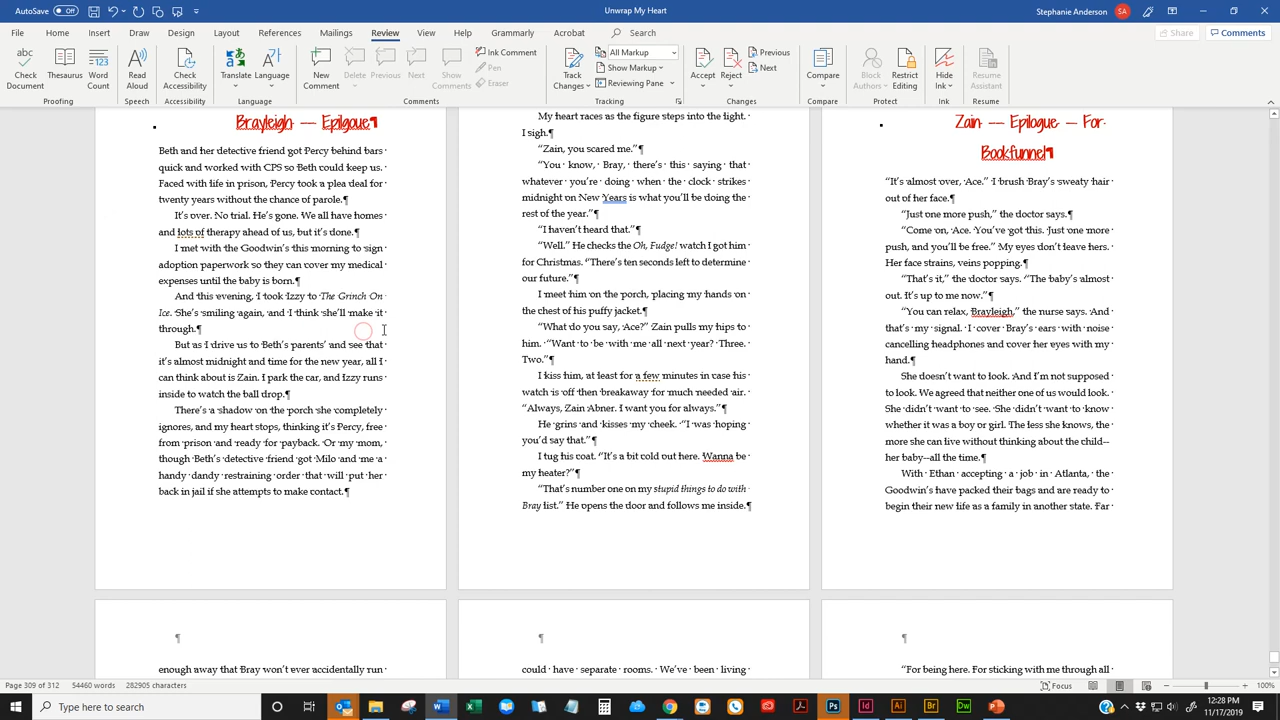 AutoSave Off Unwrap My Heart Stephanie Anderson SA
File Home Insert Draw Design Layout References Mailings Review View Help Grammarly Acrobat Search Share Comments
abc
Check Document
Thesaurus
Word Count
Read Aloud
Check Accessibility
Translate
Language
New Comment
Delete
Previous
Next
Show Comments
Ink Comment
Pen
Eraser
Track Changes
All Markup
Show Markup
Reviewing Pane
Accept
Reject
Previous
Next
Compare
Block Authors
Restrict Editing
Hide Ink
Resume Assistant
Proofing Speech Accessibility Language Comments Tracking Changes Compare Protect Ink Resume
Brayleigh -- Epilgoue¶
Beth and her detective friend got Percy behind bars
quick and worked with CPS so Beth could keep us.
Faced with life in prison, Percy took a plea deal for
twenty years without the chance of parole.¶
It's over. No trial. He's gone. We all have homes
and lots of therapy ahead of us, but it's done.¶
I met with the Goodwin's this morning to sign
adoption paperwork so they can cover my medical
expenses until the baby is born.¶
And this evening, I took Izzy to The Grinch On
Ice. She's smiling again, and I think she'll make it
through.¶
But as I drive us to Beth's parents' and see that
it's almost midnight and time for the new year, all I
can think about is Zain. I park the car, and Izzy runs
inside to watch the ball drop.¶
There's a shadow on the porch she completely
ignores, and my heart stops, thinking it's Percy, free
from prison and ready for payback. Or my mom,
though Beth's detective friend got Milo and me a
handy dandy restraining order that will put her
back in jail if she attempts to make contact.¶
My heart races as the figure steps into the light.
I sigh.¶
“Zain, you scared me.”¶
“You know, Bray, there's this saying that
whatever you're doing when the clock strikes
midnight on New Years is what you'll be doing the
rest of the year.”¶
“I haven't heard that.”¶
“Well.” He checks the Oh, Fudge! watch I got him
for Christmas. “There's ten seconds left to determine
our future.”¶
I meet him on the porch, placing my hands on
the chest of his puffy jacket.¶
“What do you say, Ace?” Zain pulls my hips to
him. “Want to be with me all next year? Three.
Two.”¶
I kiss him, at least for a few minutes in case his
watch is off then breakaway for much needed air.
“Always, Zain Abner. I want you for always.”¶
He grins and kisses my cheek. “I was hoping
you'd say that.”¶
I tug his coat. “It's a bit cold out here. Wanna be
my heater?”¶
“That's number one on my stupid things to do with
Bray list.” He opens the door and follows me inside.¶
Zain -- Epilogue – For
Bookfunnel¶
“It's almost over, Ace.” I brush Bray's sweaty hair
out of her face.¶
“Just one more push,” the doctor says.¶
“Come on, Ace. You've got this. Just one more
push, and you'll be free.” My eyes don't leave hers.
Her face strains, veins popping.¶
“That's it,” the doctor says. “The baby's almost
out. It's up to me now.”¶
“You can relax, Brayleigh,” the nurse says. And
that's my signal. I cover Bray's ears with noise
cancelling headphones and cover her eyes with my
hand.¶
She doesn't want to look. And I'm not supposed
to look. We agreed that neither one of us would look.
She didn't want to see. She didn't want to know
whether it was a boy or girl. The less she knows, the
more she can live without thinking about the child--
her baby--all the time.¶
With Ethan accepting a job in Atlanta, the
Goodwin's have packed their bags and are ready to
begin their new life as a family in another state. Far
¶
enough away that Bray won't ever accidentally run
¶
could have separate rooms. We've been living
¶
“For being here. For sticking with me through all
Page 309 of 312 54460 words 282905 characters Focus 100%
Type here to search 12:28 PM
11/17/2019